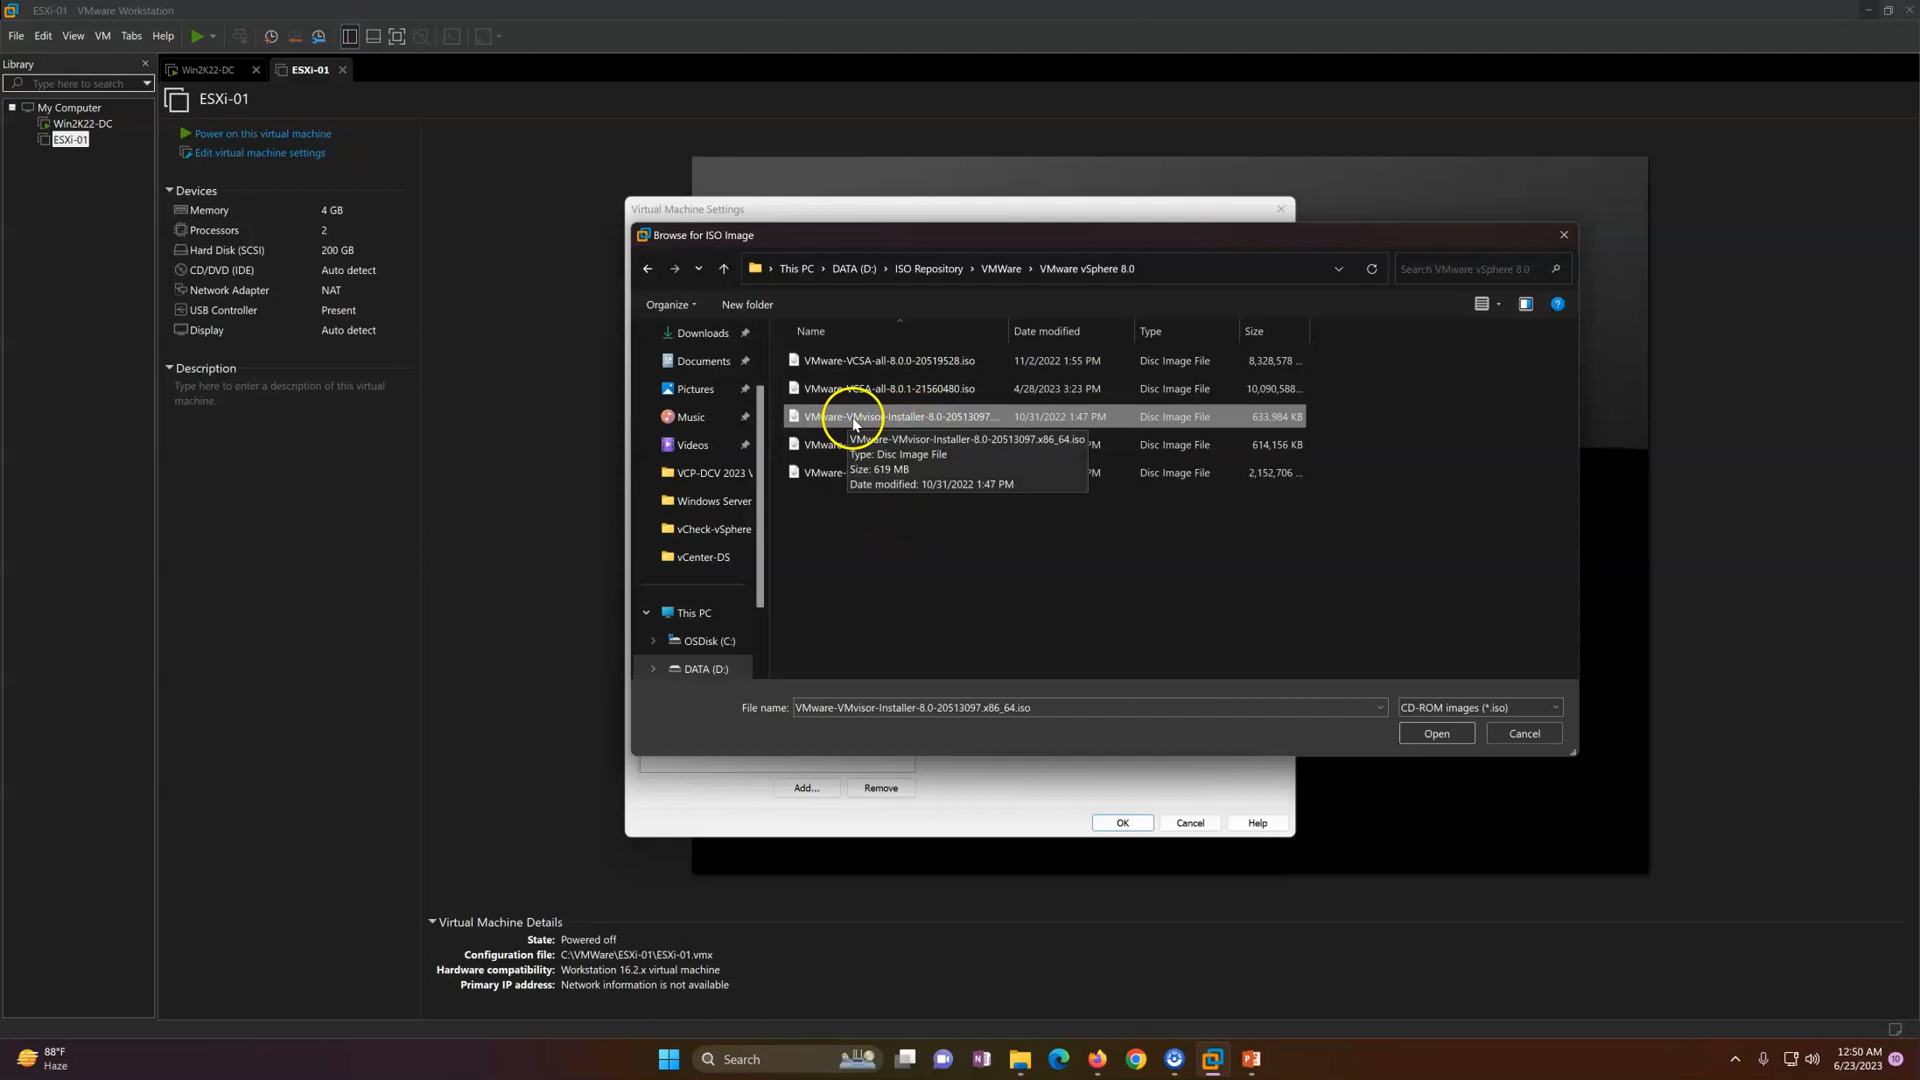 ESXi-01 - VMware Workstation
File Edit View VM Tabs Help
Library
Type here to search
My Computer
Win2K22-DC
ESXi-01
Win2K22-DC
ESXi-01
ESXi-01
Power on this virtual machine
Edit virtual machine settings
Devices
Memory 4 GB
Processors 2
Hard Disk (SCSI) 200 GB
CD/DVD (IDE) Auto detect
Network Adapter NAT
USB Controller Present
Display Auto detect
Description
Type here to enter a description of this virtual
machine.
Virtual Machine Settings
Browse for ISO Image
This PC › DATA (D:) › ISO Repository › VMWare › VMware vSphere 8.0
Search VMware vSphere 8.0
Organize New folder
Name Date modified Type Size
VMware-VCSA-all-8.0.0-20519528.iso 11/2/2022 1:55 PM Disc Image File 8,328,578 ...
VMware-VCSA-all-8.0.1-21560480.iso 4/28/2023 3:23 PM Disc Image File 10,090,588...
VMware-VMvisor-Installer-8.0-20513097.... 10/31/2022 1:47 PM Disc Image File 633,984 KB
VMware- PM Disc Image File 614,156 KB
VMware- PM Disc Image File 2,152,706 ...
VMware-VMvisor-Installer-8.0-20513097.x86_64.iso
Type: Disc Image File
Size: 619 MB
Date modified: 10/31/2022 1:47 PM
Downloads
Documents
Pictures
Music
Videos
VCP-DCV 2023 V
Windows Server
vCheck-vSphere
vCenter-DS
This PC
OSDisk (C:)
DATA (D:)
File name: VMware-VMvisor-Installer-8.0-20513097.x86_64.iso
CD-ROM images (*.iso)
Open Cancel
Add... Remove
OK Cancel Help
Virtual Machine Details
State: Powered off
Configuration file: C:\VMWare\ESXi-01\ESXi-01.vmx
Hardware compatibility: Workstation 16.2.x virtual machine
Primary IP address: Network information is not available
88°F
Haze
Search
12:50 AM
6/23/2023
10